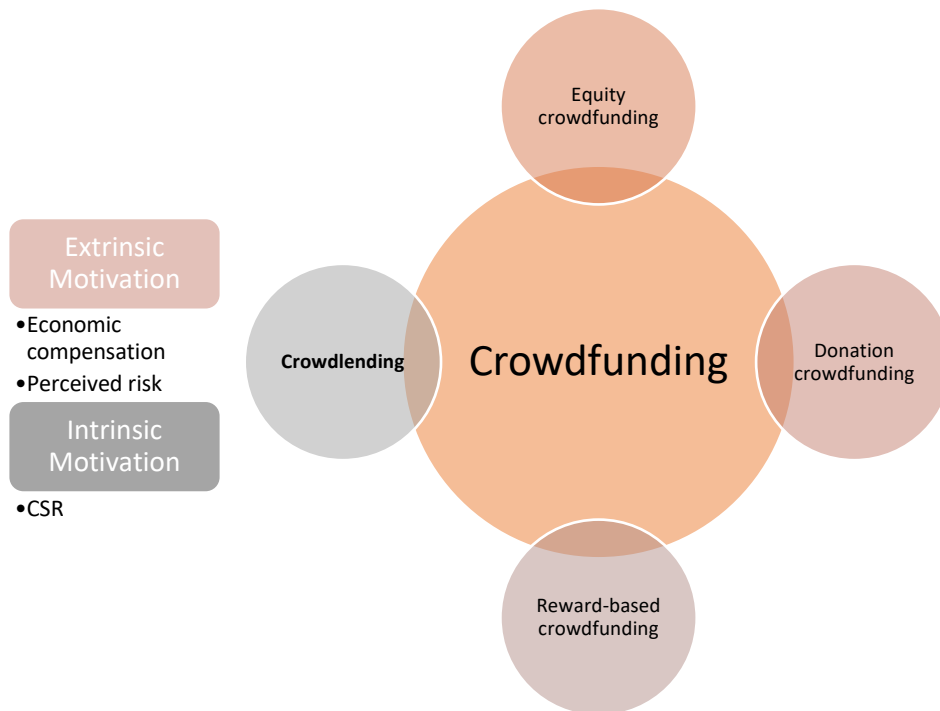 Equity
crowdfunding
Extrinsic
Motivation
•Economic
compensation
•Perceived risk
Intrinsic
Motivation
•CSR
Crowdlending
Crowdfunding
Donation
crowdfunding
Reward-based
crowdfunding